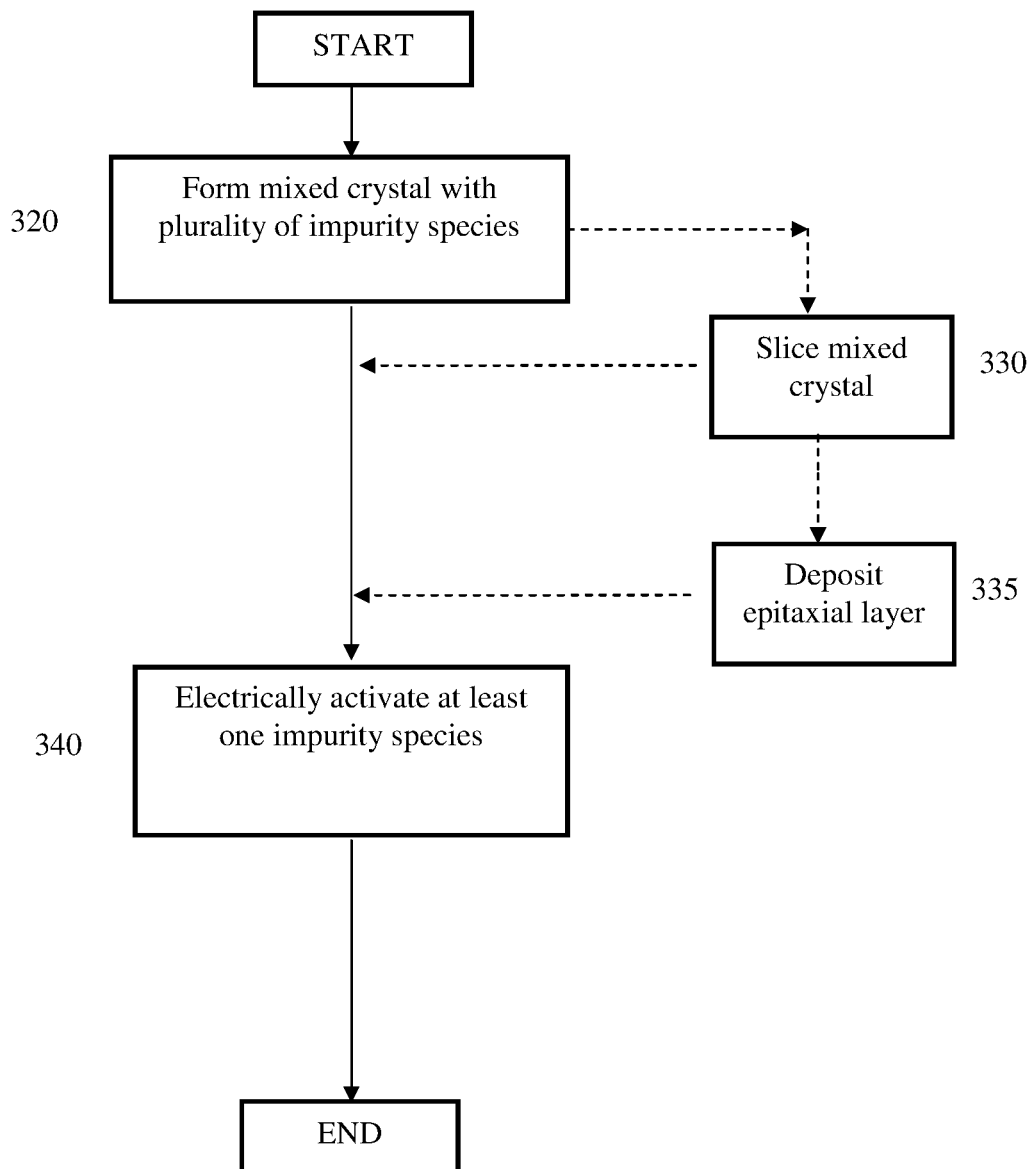 START
320
Form mixed crystal with
plurality of impurity species
Slice mixed
crystal
330
Deposit
epitaxial layer
335
Electrically activate at least
one impurity species
340
END